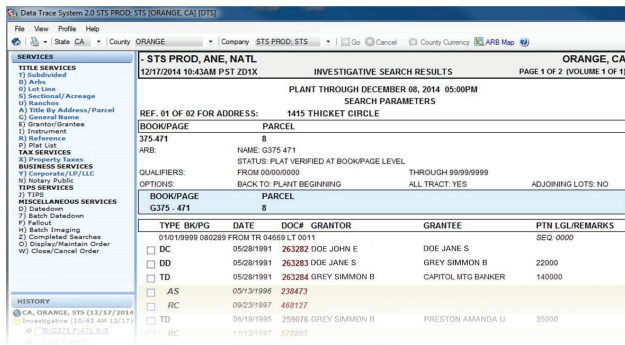 Data Trace System 2.0 STS PROD; STS [ORANGE, CA] [DTS]
File View Profile Help
State CA County ORANGE Company STS PROD; STS Go Cancel County Currency ARB Map
SERVICES
TITLE SERVICES
T) Subdivided
B) Arbs
0) Lot Line
S) Sectional/Acreage
U) Ranchos
A) Title By Address/Parcel
G) General Name
E) Grantor/Grantee
I) Instrument
R) Reference
P) Plat List
TAX SERVICES
X) Property Taxes
BUSINESS SERVICES
Y) Corporate/LP/LLC
N) Notary Public
TIPS SERVICES
J) TIPS
MISCELLANEOUS SERVICES
D) Datedown
7) Batch Datedown
F) Fallout
H) Batch Imaging
Z) Completed Searches
O) Display/Maintain Order
W) Close/Cancel Order
HISTORY
CA, ORANGE, STS (12/17/2014
Investigative (10:43 AM 12/17)
B:G375 P:471 R:8
- STS PROD, ANE, NATL ORANGE, CA
12/17/2014 10:43AM PST ZD1X INVESTIGATIVE SEARCH RESULTS PAGE 1 OF 2 (VOLUME 1 OF 1)
PLANT THROUGH DECEMBER 08, 2014 05:00PM
SEARCH PARAMETERS
REF. 01 OF 02 FOR ADDRESS: 1415 THICKET CIRCLE
BOOK/PAGE PARCEL
375-471 8
ARB: NAME: G375 471
STATUS: PLAT VERIFIED AT BOOK/PAGE LEVEL
QUALIFIERS: FROM 00/00/0000 THROUGH 99/99/9999
OPTIONS: BACK TO: PLANT BEGINNING ALL TRACT: YES ADJOINING LOTS: NO
BOOK/PAGE PARCEL
G375 - 471 8
TYPE BK/PG DATE DOC# GRANTOR GRANTEE PTN LGL/REMARKS
01/01/9999 080289 FROM TR 04669 LT 0011 SEQ: 0000
DC 05/28/1991 263282 DOE JOHN E DOE JANE S
DD 05/28/1991 263283 DOE JANE S GREY SIMMON B 22000
TD 05/28/1991 263284 GREY SIMMON B CAPITOL MTG BANKER 140000
AS 05/13/1996 238473
RC 09/23/1997 468127
TD 06/19/1995 259076 GREY SIMMON B PRESTON AMANDA U 35000
RC 11/13/1997 578803